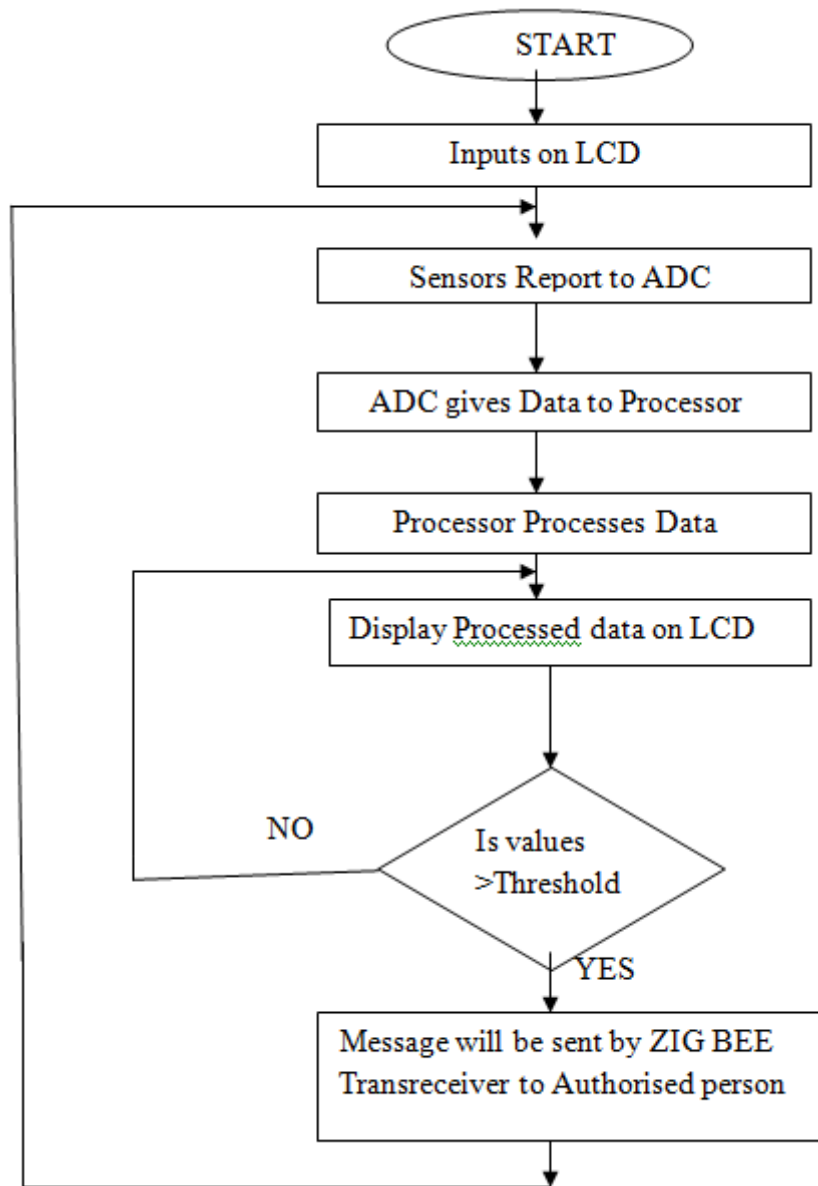 START
Inputs on LCD
Sensors Report to ADC
ADC gives Data to Processor
Processor Processes Data
Display Processed data on LCD
NO
Is values
>Threshold
YES
Message will be sent by ZIG BEE
Transreceiver to Authorised person